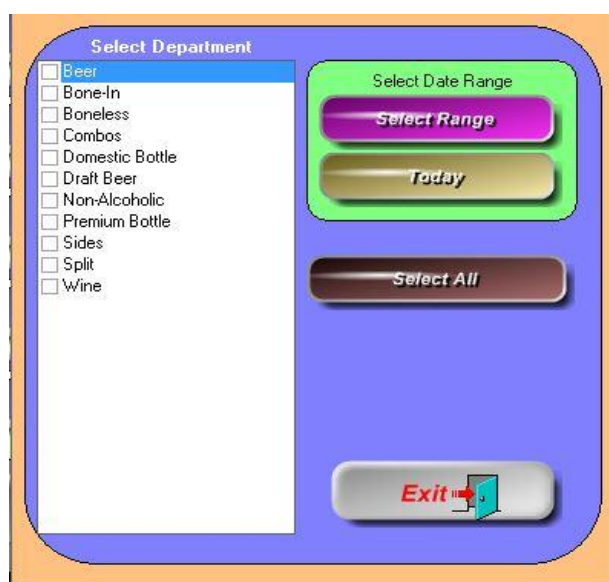 Select Department
Beer
Bone-In
Boneless
Combos
Domestic Bottle
Draft Beer
Non-Alcoholic
Premium Bottle
Sides
Split
Wine
Select Date Range
Select Range
Today
Select All
Exit